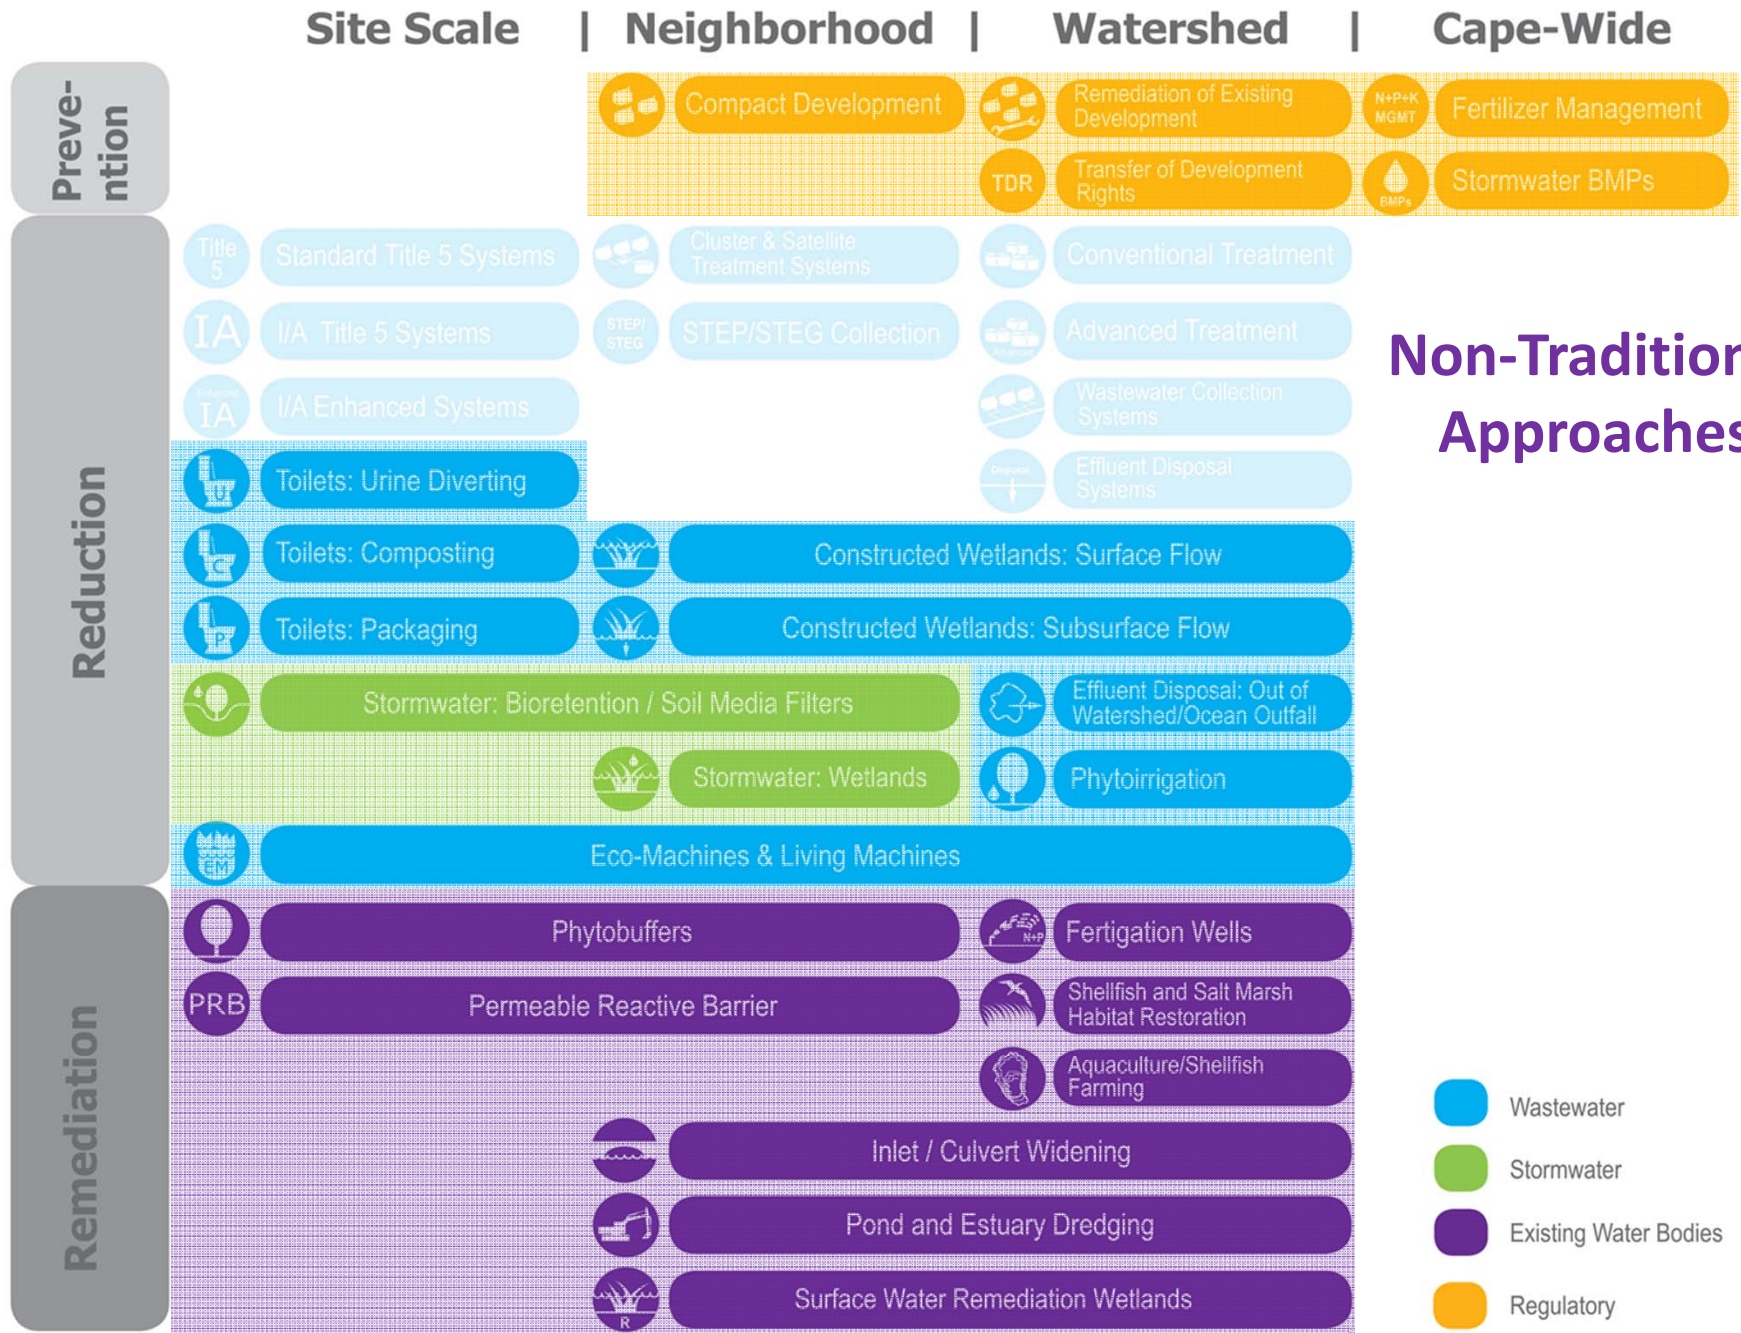 Site Scale | Neighborhood | Watershed | Cape-Wide
Preve-
ntion
Compact Development
Remediation of Existing
Development
N+P+K
MGMT
Fertilizer Management
TDR
Transfer of Development
Rights
BMPs
Stormwater BMPs
Reduction
Title
5
Standard Title 5 Systems
Cluster & Satellite
Treatment Systems
Conventional Treatment
IA
I/A Title 5 Systems
STEP/
STEG
STEP/STEG Collection
Advanced
Advanced Treatment
Non-Tradition
Approaches
Enhanced
IA
I/A Enhanced Systems
Wastewater Collection
Systems
U
Toilets: Urine Diverting
Disposal
Effluent Disposal
Systems
C
Toilets: Composting
Constructed Wetlands: Surface Flow
P
Toilets: Packaging
Constructed Wetlands: Subsurface Flow
Stormwater: Bioretention / Soil Media Filters
Effluent Disposal: Out of
Watershed/Ocean Outfall
Stormwater: Wetlands
Phytoirrigation
EM
Eco-Machines & Living Machines
Remediation
Phytobuffers
N+P
Fertigation Wells
PRB
Permeable Reactive Barrier
Shellfish and Salt Marsh
Habitat Restoration
Aquaculture/Shellfish
Farming
Inlet / Culvert Widening
Pond and Estuary Dredging
R
Surface Water Remediation Wetlands
Wastewater
Stormwater
Existing Water Bodies
Regulatory